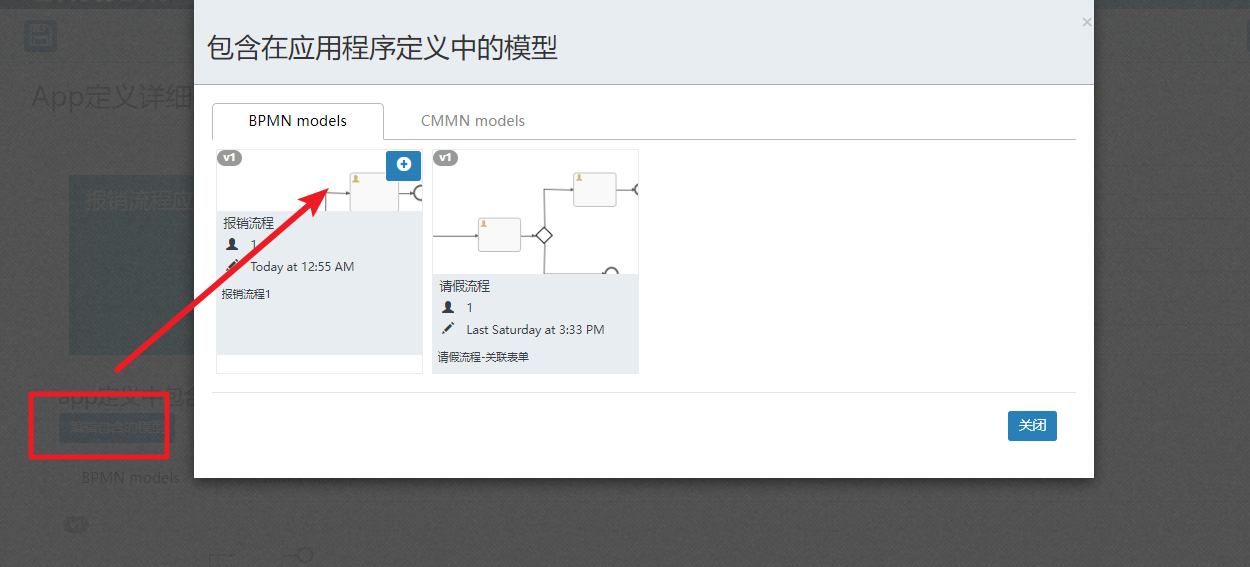 包含在应用程序定义中的模型
×
App定义详细
BPMN models
CMMN models
v1
v1
报销流程应
报销流程
1
Today at 12:55 AM
报销流程1
请假流程
1
Last Saturday at 3:33 PM
请假流程-关联表单
app定义中包含
编辑包含的模型
关闭
BPMN models
v1